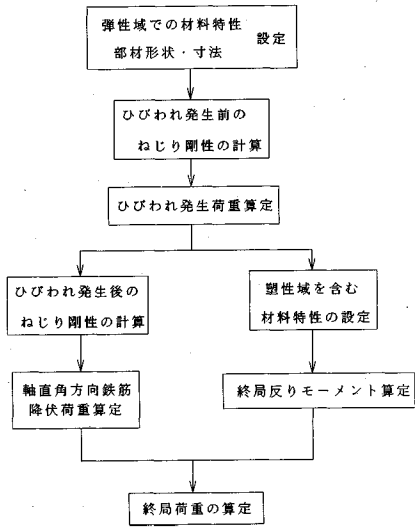 弾性域での材料特性
部材形状・寸法
設定
ひびわれ発生前の
ねじり剛性の計算
ひびわれ発生荷重算定
ひびわれ発生後の
ねじり剛性の計算
塑性域を含む
材料特性の設定
軸直角方向鉄筋
降伏荷重算定
終局反りモーメント算定
終局荷重の算定